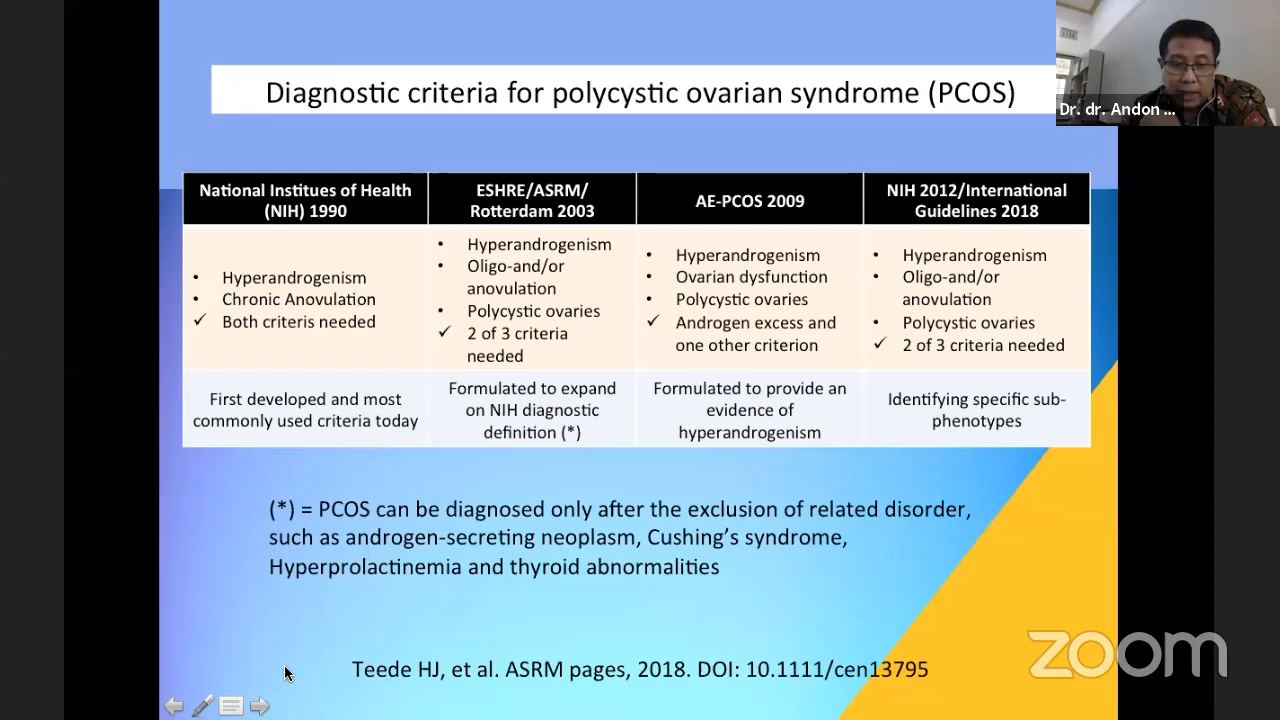 Diagnostic criteria for polycystic ovarian syndrome (PCOS)
Dr. dr. Andon ...
National Institues of Health
(NIH) 1990
ESHRE/ASRM/
Rotterdam 2003
AE-PCOS 2009
NIH 2012/International
Guidelines 2018
• Hyperandrogenism
• Chronic Anovulation
✓ Both criteris needed
• Hyperandrogenism
• Oligo-and/or
anovulation
• Polycystic ovaries
✓ 2 of 3 criteria
needed
• Hyperandrogenism
• Ovarian dysfunction
• Polycystic ovaries
✓ Androgen excess and
one other criterion
• Hyperandrogenism
• Oligo-and/or
anovulation
• Polycystic ovaries
✓ 2 of 3 criteria needed
First developed and most
commonly used criteria today
Formulated to expand
on NIH diagnostic
definition (*)
Formulated to provide an
evidence of
hyperandrogenism
Identifying specific sub-
phenotypes
(*) = PCOS can be diagnosed only after the exclusion of related disorder,
such as androgen-secreting neoplasm, Cushing's syndrome,
Hyperprolactinemia and thyroid abnormalities
Teede HJ, et al. ASRM pages, 2018. DOI: 10.1111/cen13795
zoom